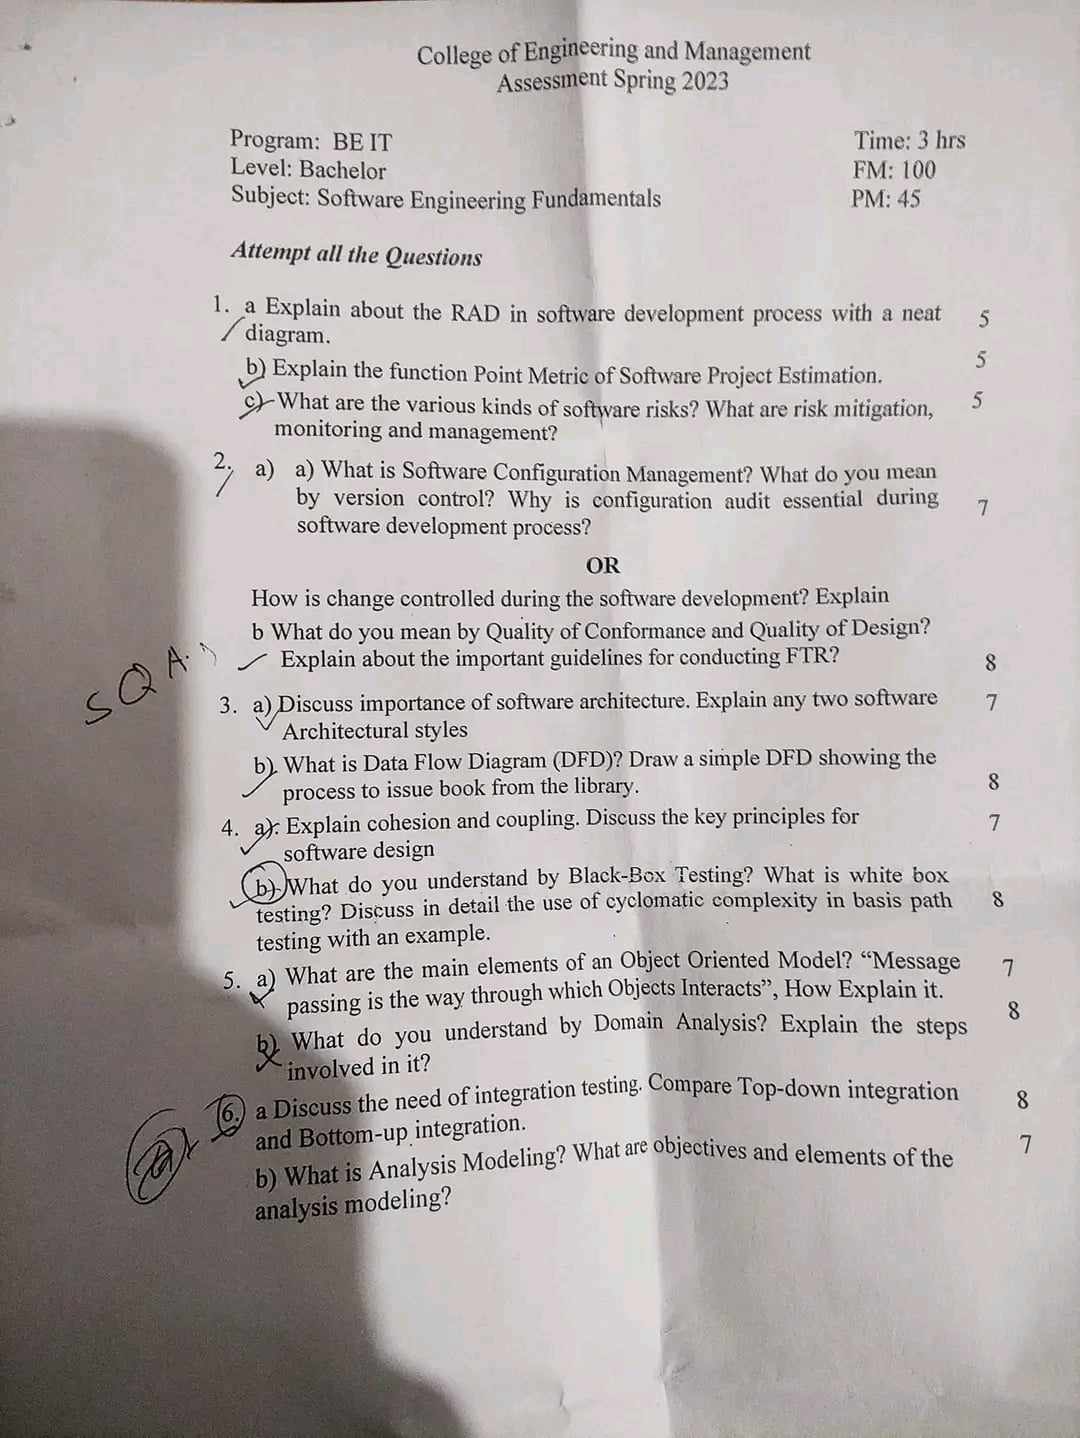 College of Engineering and Management
Assessment Spring 2023
Program: BE IT
Time: 3 hrs
Level: Bachelor
FM: 100
Subject: Software Engineering Fundamentals
PM: 45
Attempt all the Questions
1. a Explain about the RAD in software development process with a neat 5
diagram.
b) Explain the function Point Metric of Software Project Estimation. 5
c) What are the various kinds of software risks? What are risk mitigation, 5
monitoring and management?
2. a) a) What is Software Configuration Management? What do you mean
by version control? Why is configuration audit essential during 7
software development process?
OR
How is change controlled during the software development? Explain
b What do you mean by Quality of Conformance and Quality of Design?
Explain about the important guidelines for conducting FTR? 8
SQA
3. a) Discuss importance of software architecture. Explain any two software 7
Architectural styles
b). What is Data Flow Diagram (DFD)? Draw a simple DFD showing the
process to issue book from the library. 8
4. a): Explain cohesion and coupling. Discuss the key principles for 7
software design
b) What do you understand by Black-Box Testing? What is white box
testing? Discuss in detail the use of cyclomatic complexity in basis path 8
testing with an example.
5. a) What are the main elements of an Object Oriented Model? “Message 7
passing is the way through which Objects Interacts”, How Explain it.
b) What do you understand by Domain Analysis? Explain the steps 8
involved in it?
6. a Discuss the need of integration testing. Compare Top-down integration 8
and Bottom-up integration.
b) What is Analysis Modeling? What are objectives and elements of the 7
analysis modeling?